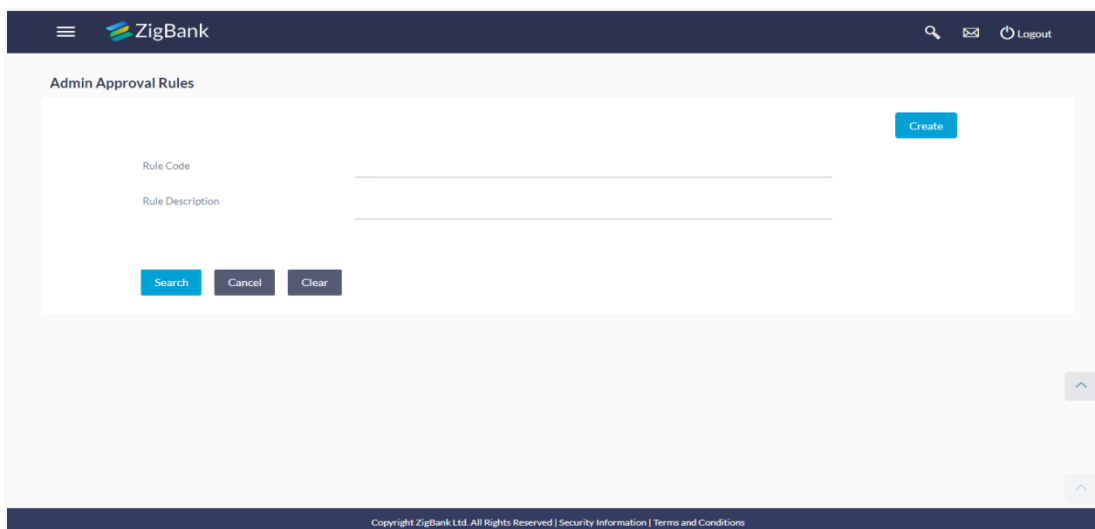 ZigBank
Logout
Admin Approval Rules
Create
Rule Code
Rule Description
Search Cancel Clear
Copyright ZigBank Ltd. All Rights Reserved | Security Information | Terms and Conditions